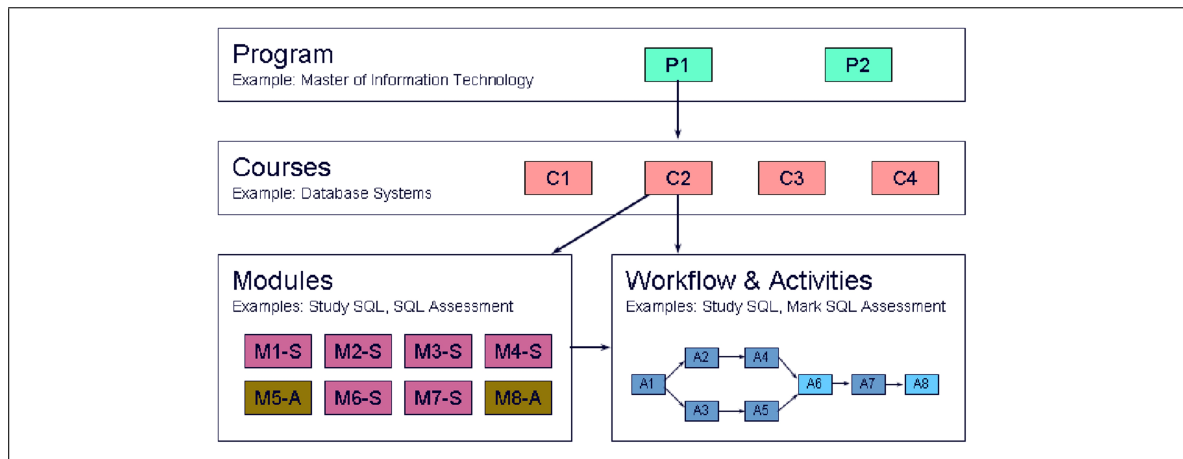 Program
Example: Master of Information Technology
P1
P2
Courses
Example: Database Systems
C1
C2
C3
C4
Modules
Examples: Study SQL, SQL Assessment
M1-S
M2-S
M3-S
M4-S
M5-A
M6-S
M7-S
M8-A
Workflow & Activities
Examples: Study SQL, Mark SQL Assessment
A1
A2
A4
A3
A5
A6
A7
A8